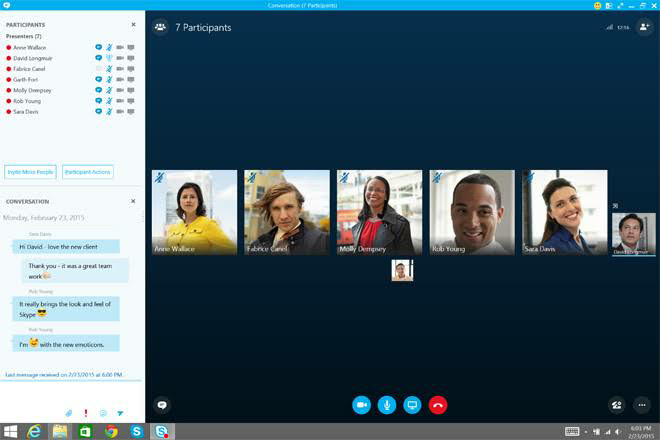 Conversation (7 Participants)
PARTICIPANTS
Presenters (7)
Anne Wallace
David Longmuir
Fabrice Canel
Garth Fort
Molly Dempsey
Rob Young
Sara Davis
Invite More People
Participant Actions
CONVERSATION
Monday, February 23, 2015
Sara Davis
Hi David - love the new client
Thank you - it was a great team
work
Rob Young
It really brings the look and feel of
Skype
Rob Young
I'm with the new emoticons.
Last message received on 2/23/2015 at 6:00 PM.
7 Participants
12:16
Anne Wallace
Fabrice Canel
Molly Dempsey
Rob Young
Sara Davis
David Longmuir
6:03 PM
2/23/2015